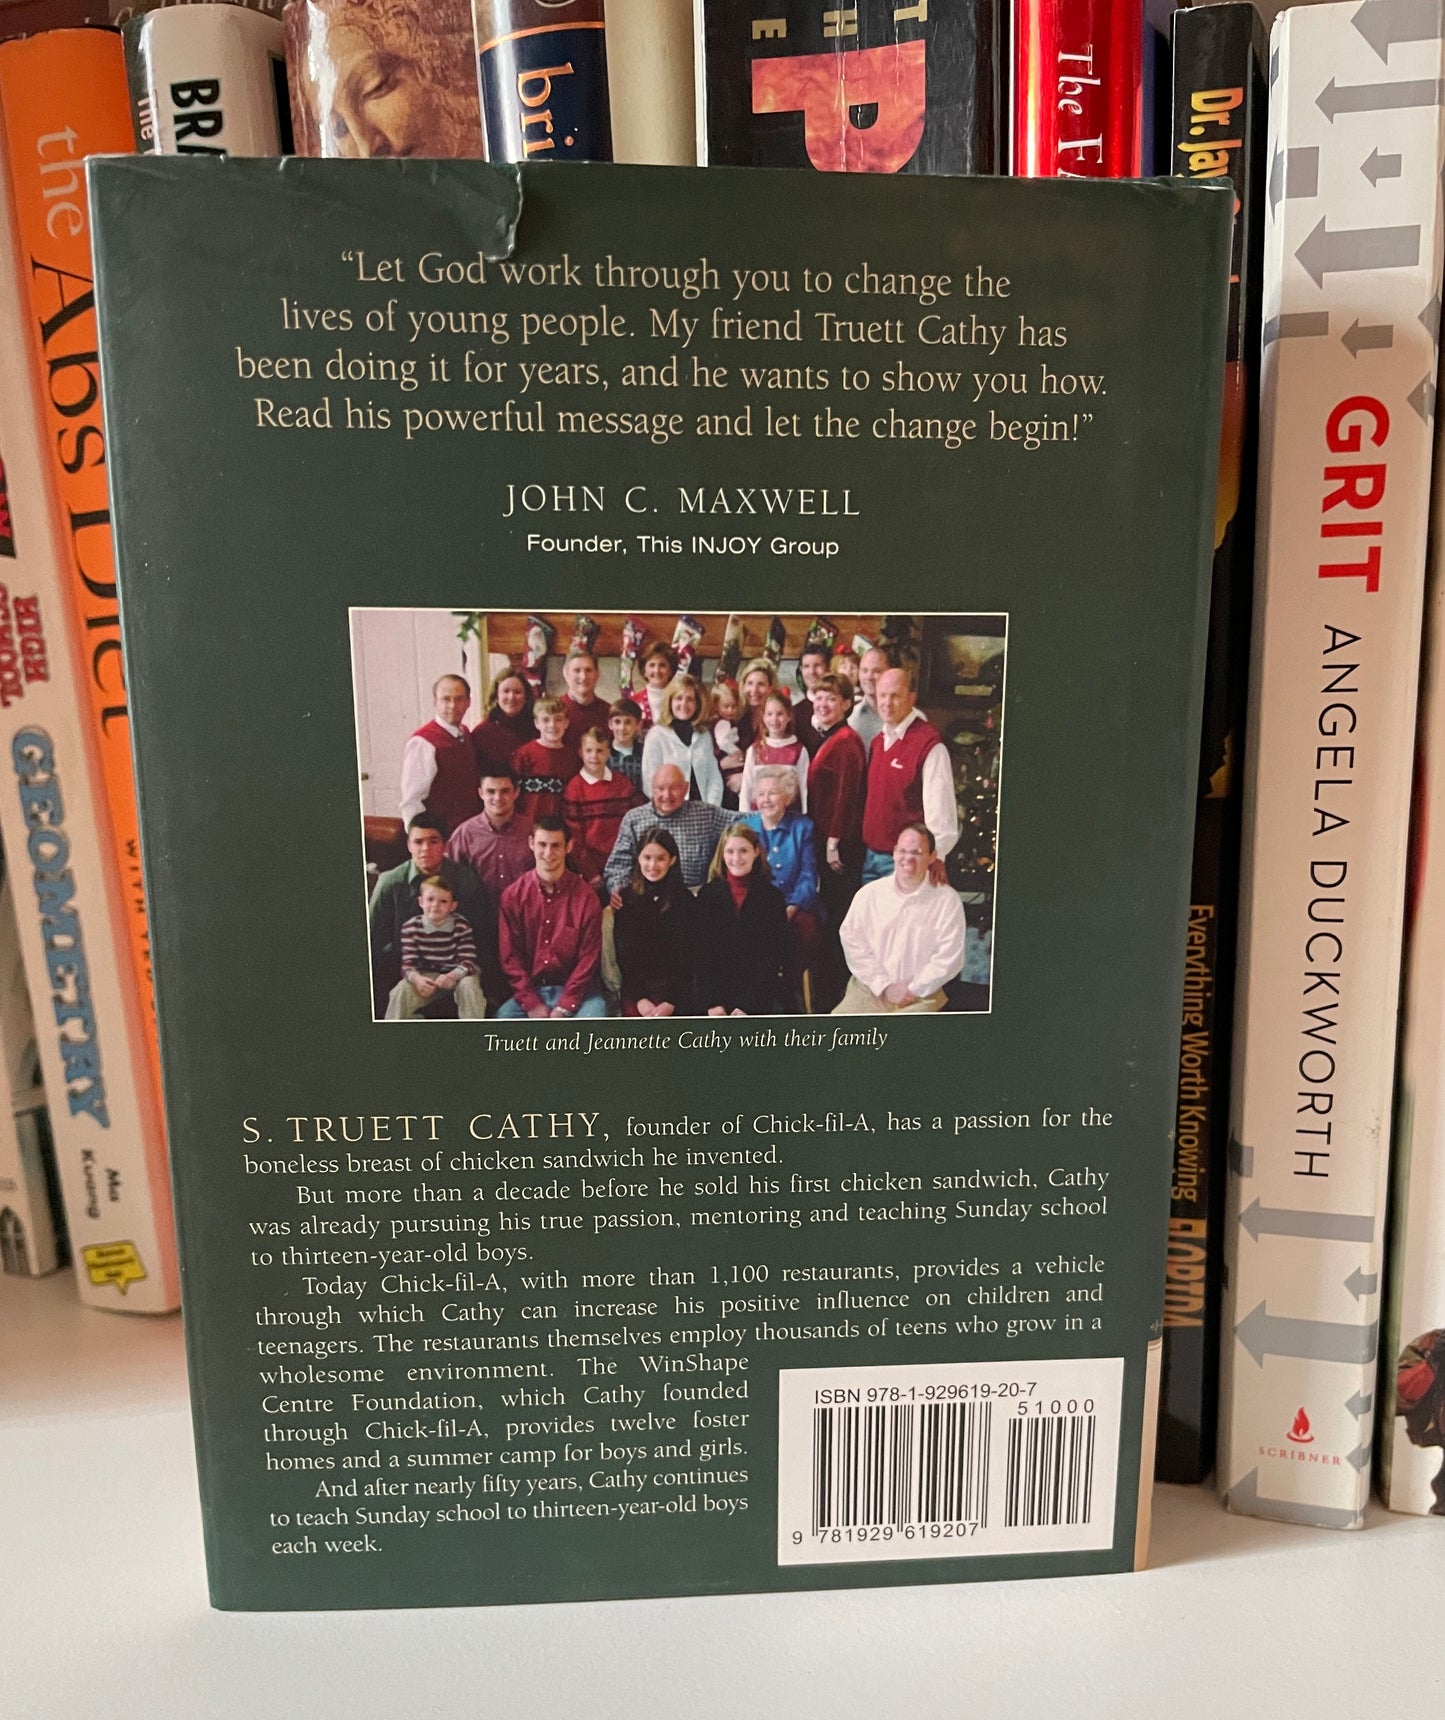 “Let God work through you to change the
lives of young people. My friend Truett Cathy has
been doing it for years, and he wants to show you how.
Read his powerful message and let the change begin!”
JOHN C. MAXWELL
Founder, This INJOY Group
Truett and Jeannette Cathy with their family
S. TRUETT CATHY, founder of Chick-fil-A, has a passion for the
boneless breast of chicken sandwich he invented.
But more than a decade before he sold his first chicken sandwich, Cathy
was already pursuing his true passion, mentoring and teaching Sunday school
to thirteen-year-old boys.
Today Chick-fil-A, with more than 1,100 restaurants, provides a vehicle
through which Cathy can increase his positive influence on children and
teenagers. The restaurants themselves employ thousands of teens who grow in a
wholesome environment. The WinShape
Centre Foundation, which Cathy founded
through Chick-fil-A, provides twelve foster
homes and a summer camp for boys and girls.
And after nearly fifty years, Cathy continues
to teach Sunday school to thirteen-year-old boys
each week.
ISBN 978-1-929619-20-7
51000
9 781929 619207
the Abs Diet
HIGH SCHOOL
GEOMETRY
The
bri
P
The
Dr.
Everything Worth Knowing
GRIT ANGELA DUCKWORTH
SCRIBNER